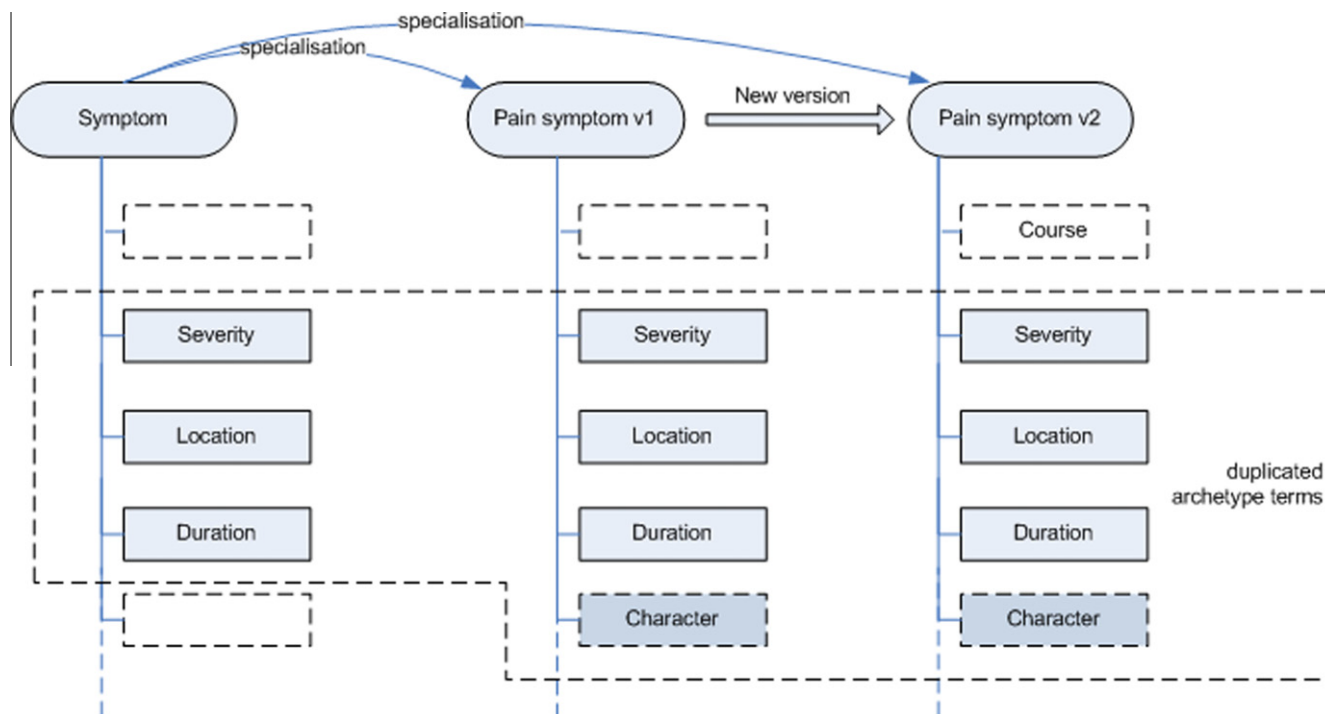 specialisation
specialisation
Symptom
Pain symptom v1
New version
Pain symptom v2
Course
Severity
Severity
Severity
Location
Location
Location
duplicated
archetype terms
Duration
Duration
Duration
Character
Character